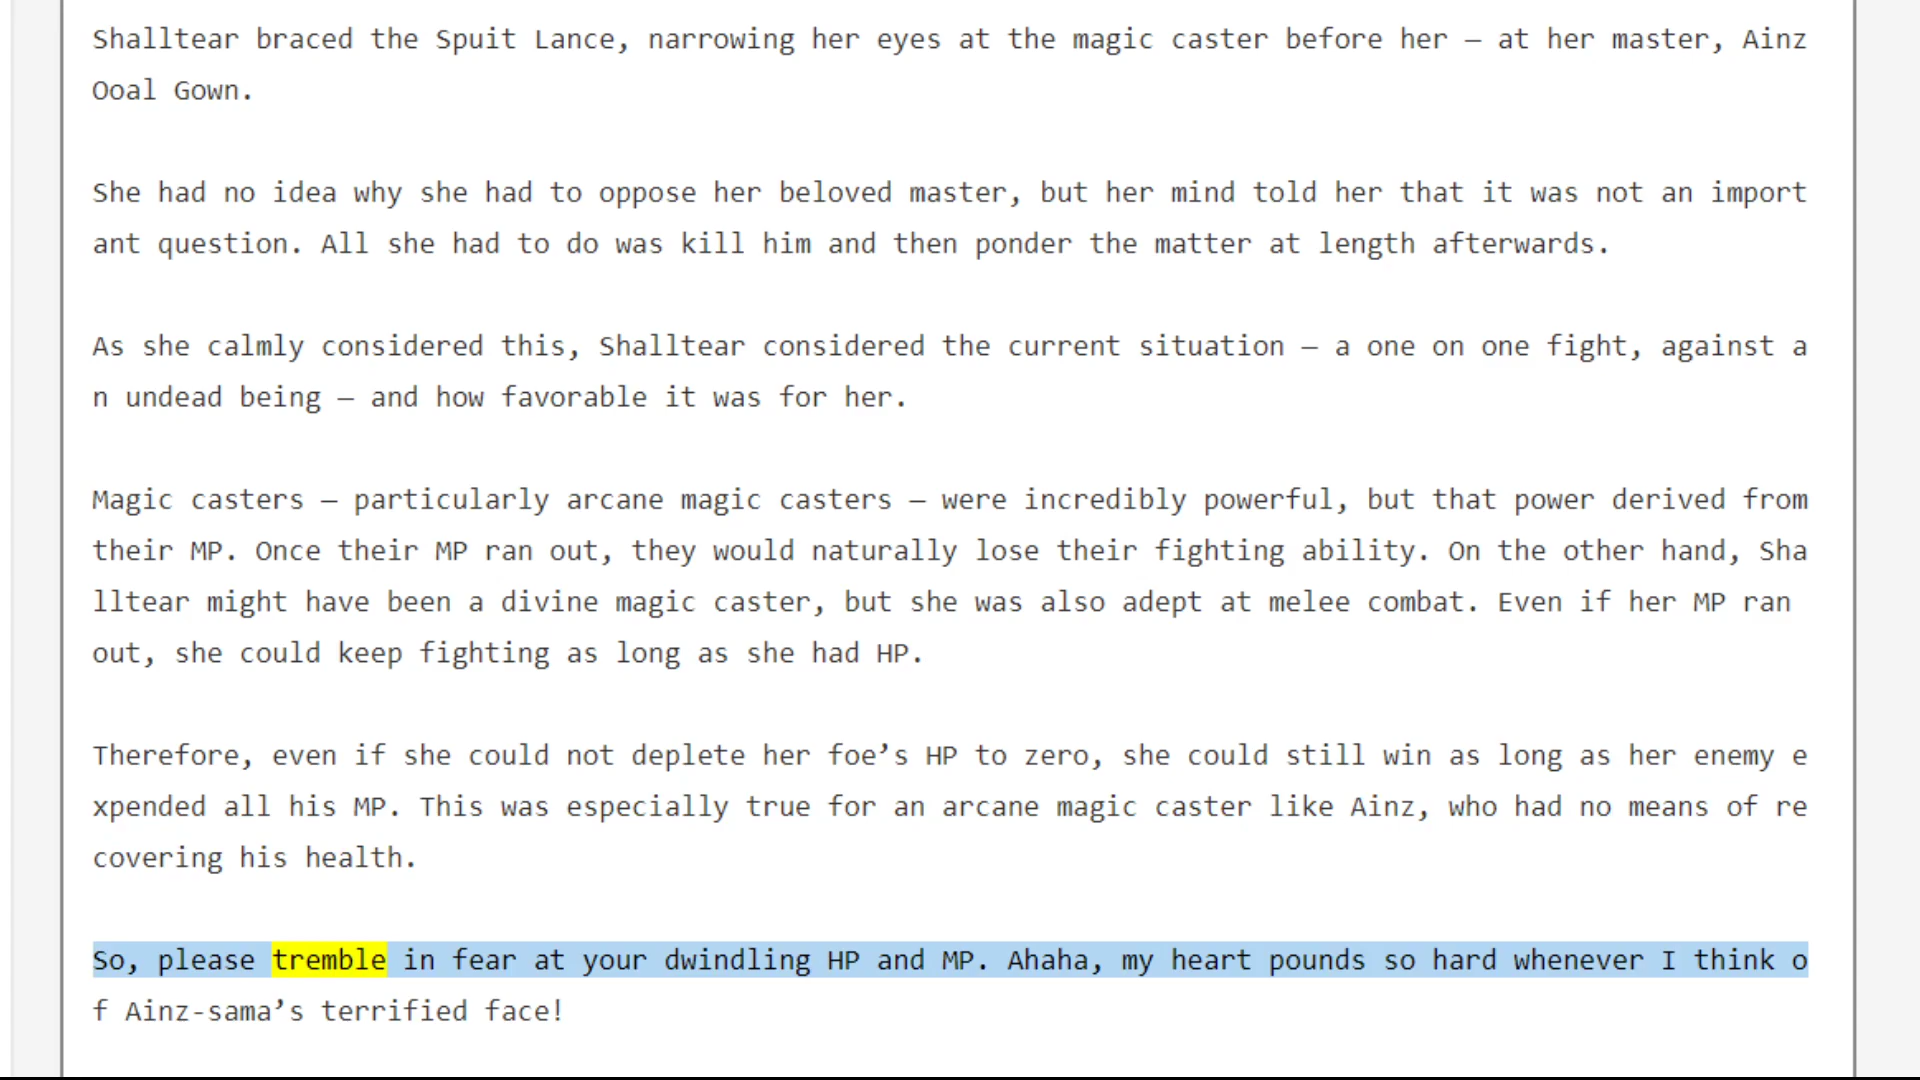 Shalltear braced the Spuit Lance, narrowing her eyes at the magic caster before her — at her master, Ainz
Ooal Gown.
She had no idea why she had to oppose her beloved master, but her mind told her that it was not an import
ant question. All she had to do was kill him and then ponder the matter at length afterwards.
As she calmly considered this, Shalltear considered the current situation — a one on one fight, against a
n undead being — and how favorable it was for her.
Magic casters — particularly arcane magic casters — were incredibly powerful, but that power derived from
their MP. Once their MP ran out, they would naturally lose their fighting ability. On the other hand, Sha
lltear might have been a divine magic caster, but she was also adept at melee combat. Even if her MP ran
out, she could keep fighting as long as she had HP.
Therefore, even if she could not deplete her foe’s HP to zero, she could still win as long as her enemy e
xpended all his MP. This was especially true for an arcane magic caster like Ainz, who had no means of re
covering his health.
So, please tremble in fear at your dwindling HP and MP. Ahaha, my heart pounds so hard whenever I think o
f Ainz-sama’s terrified face!